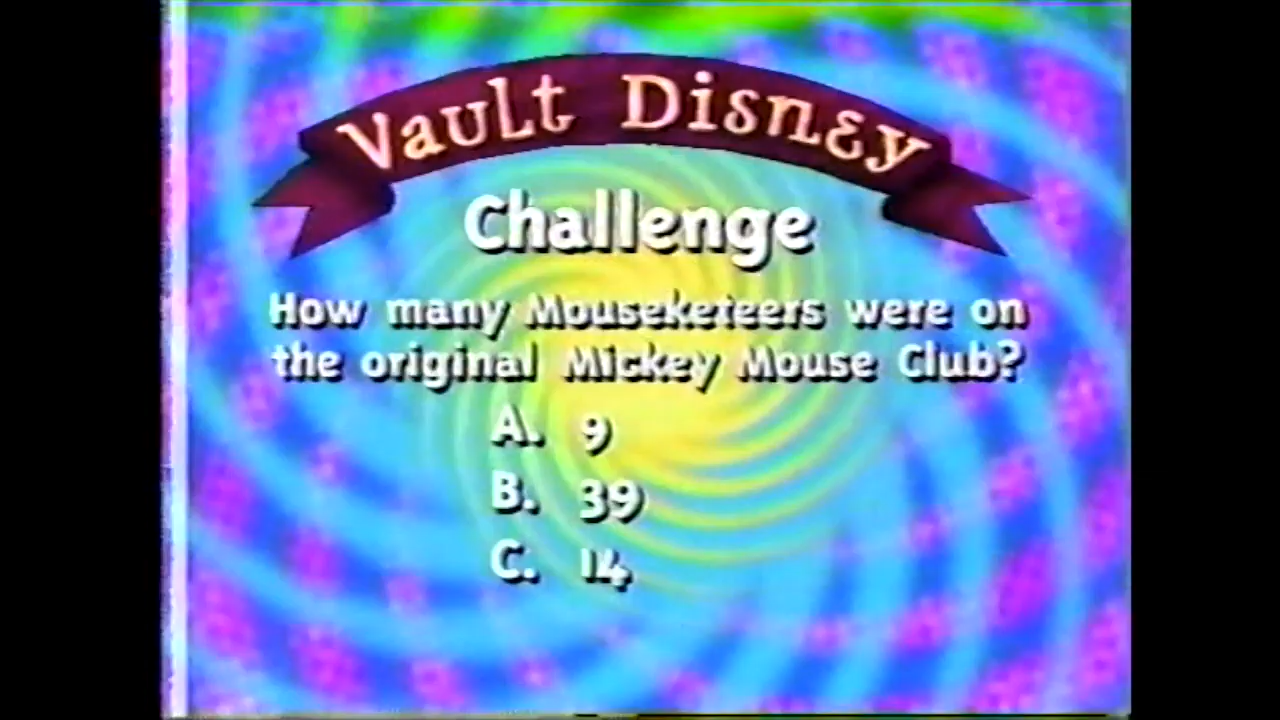 Vault Disney
Challenge
How many Mouseketeers were on
the original Mickey Mouse Club?
A. 9
B. 39
C. 14